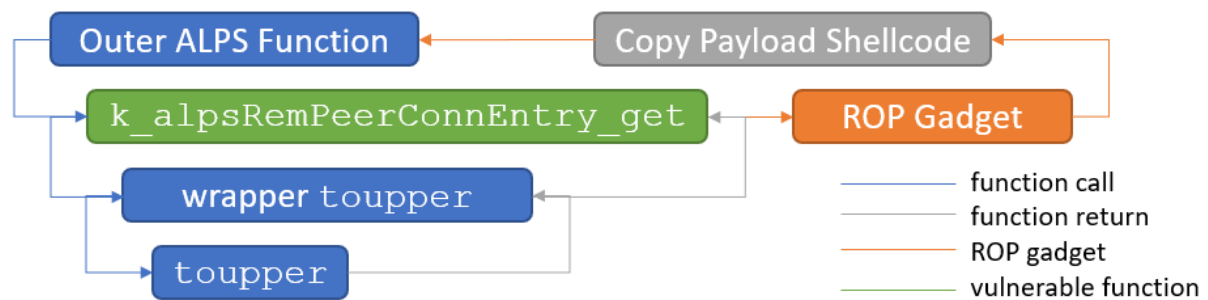 Outer ALPS Function
Copy Payload Shellcode
k_alpsRemPeerConnEntry_get
ROP Gadget
wrapper toupper
toupper
function call
function return
ROP gadget
vulnerable function